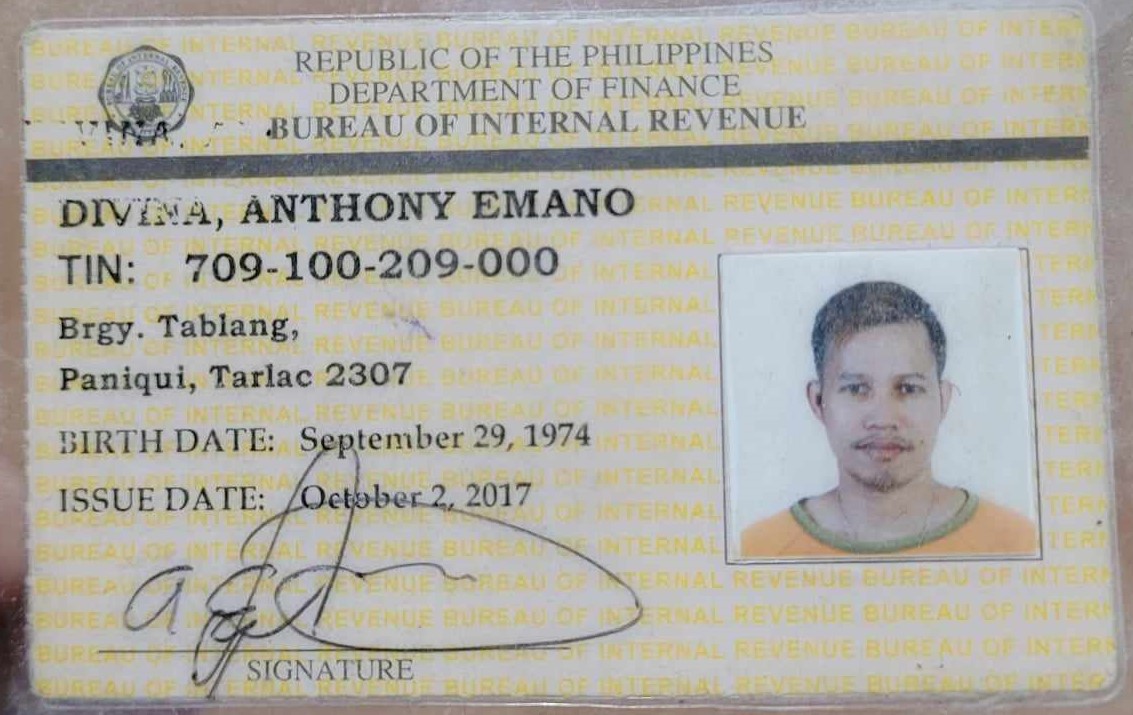 REPUBLIC OF THE PHILIPPINES
DEPARTMENT OF FINANCE
BUREAU OF INTERNAL REVENUE
DIVINA, ANTHONY EMANO
TIN: 709-100-209-000
Brgy. Tablang,
Paniqui, Tarlac 2307
BIRTH DATE: September 29, 1974
ISSUE DATE: October 2, 2017
SIGNATURE